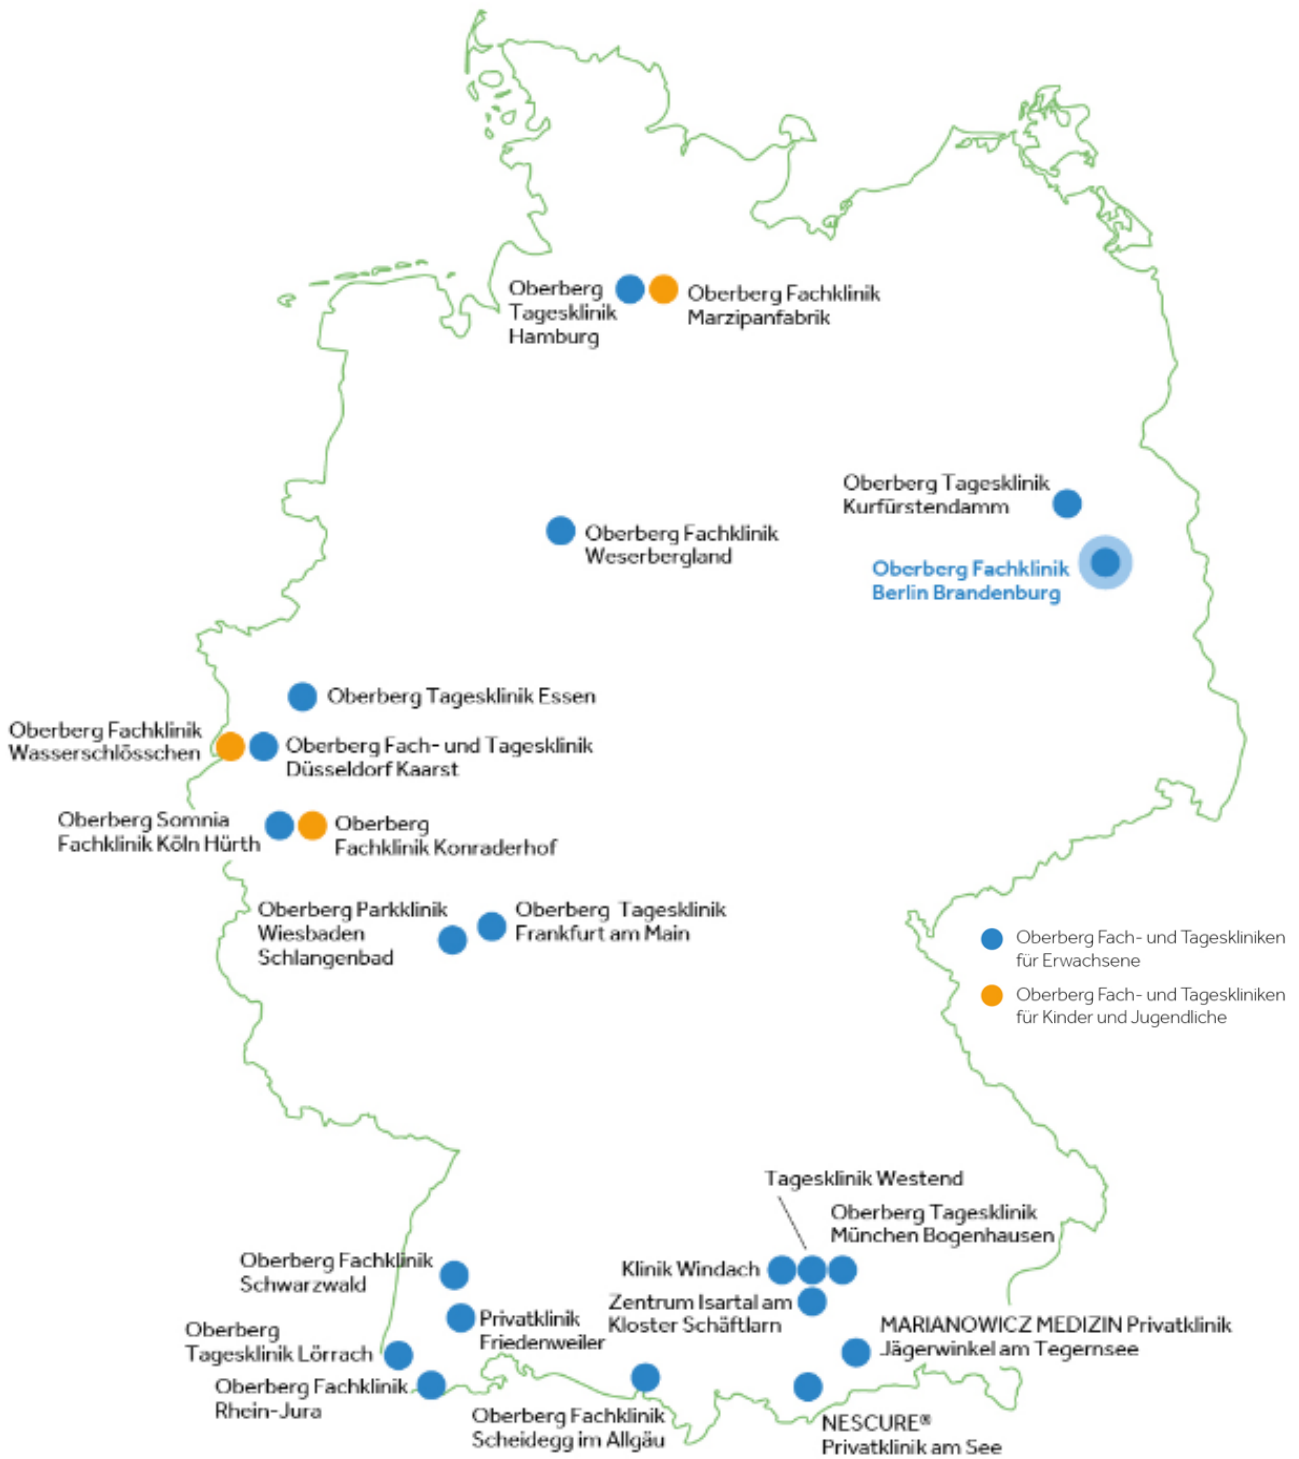 Oberberg
Tagesklinik
Hamburg
Oberberg Fachklinik
Marzipanfabrik
Oberberg Tagesklinik
Kurfürstendamm
Oberberg Fachklinik
Weserbergland
Oberberg Fachklinik
Berlin Brandenburg
Oberberg Tagesklinik Essen
Oberberg Fachklinik
Wasserschlösschen
Oberberg Fach- und Tagesklinik
Düsseldorf Kaarst
Oberberg Somnia
Fachklinik Köln Hürth
Oberberg
Fachklinik Konraderhof
Oberberg Parkklinik
Wiesbaden
Schlangenbad
Oberberg Tagesklinik
Frankfurt am Main
Oberberg Fach- und Tageskliniken
für Erwachsene
Oberberg Fach- und Tageskliniken
für Kinder und Jugendliche
Tagesklinik Westend
Oberberg Tagesklinik
München Bogenhausen
Oberberg Fachklinik
Schwarzwald
Klinik Windach
Zentrum Isartal am
Kloster Schäftlarn
Privatklinik
Friedenweiler
Oberberg
Tagesklinik Lörrach
MARIANOWICZ MEDIZIN Privatklinik
Jägerwinkel am Tegernsee
Oberberg Fachklinik
Rhein-Jura
Oberberg Fachklinik
Scheidegg im Allgäu
NESCURE®
Privatklinik am See